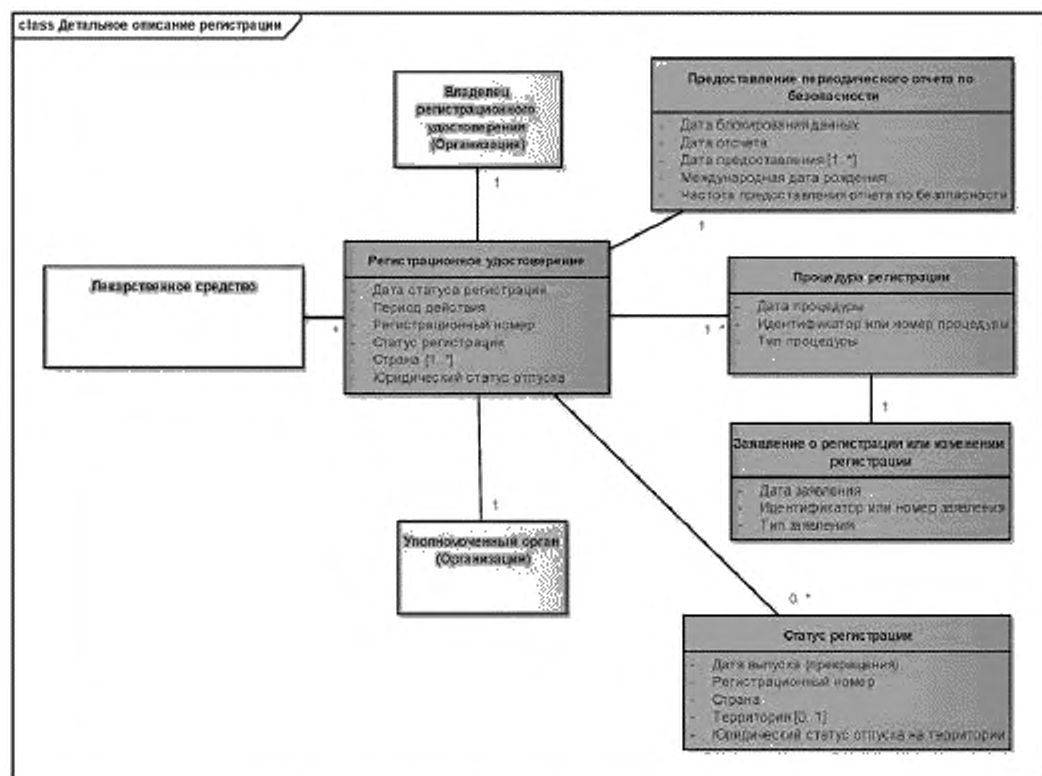 class Детальное описание регистрации
Владелец
регистрационного
удостоверения
(Организация)
1
Предоставление периодического отчета по
безопасности
- Дата блокирования данных
- Дата отсчета
- Дата предоставления [1..*]
- Международная дата рождения
- Частота предоставления отчета по безопасности
1
Лекарственное средство
*
Регистрационное удостоверение
- Дата статуса регистрации
- Период действия
- Регистрационный номер
- Статус регистрации
- Страна [1..*]
- Юридический статус отпуска
1..*
Процедура регистрации
- Дата процедуры
- Идентификатор или номер процедуры
- Тип процедуры
1
Заявление о регистрации или изменении
регистрации
- Дата заявления
- Идентификатор или номер заявления
- Тип заявления
1
Уполномоченный орган
(Организация)
0..*
Статус регистрации
- Дата выпуска (прекращения)
- Регистрационный номер
- Страна
- Территория [0..1]
- Юридический статус отпуска на территории